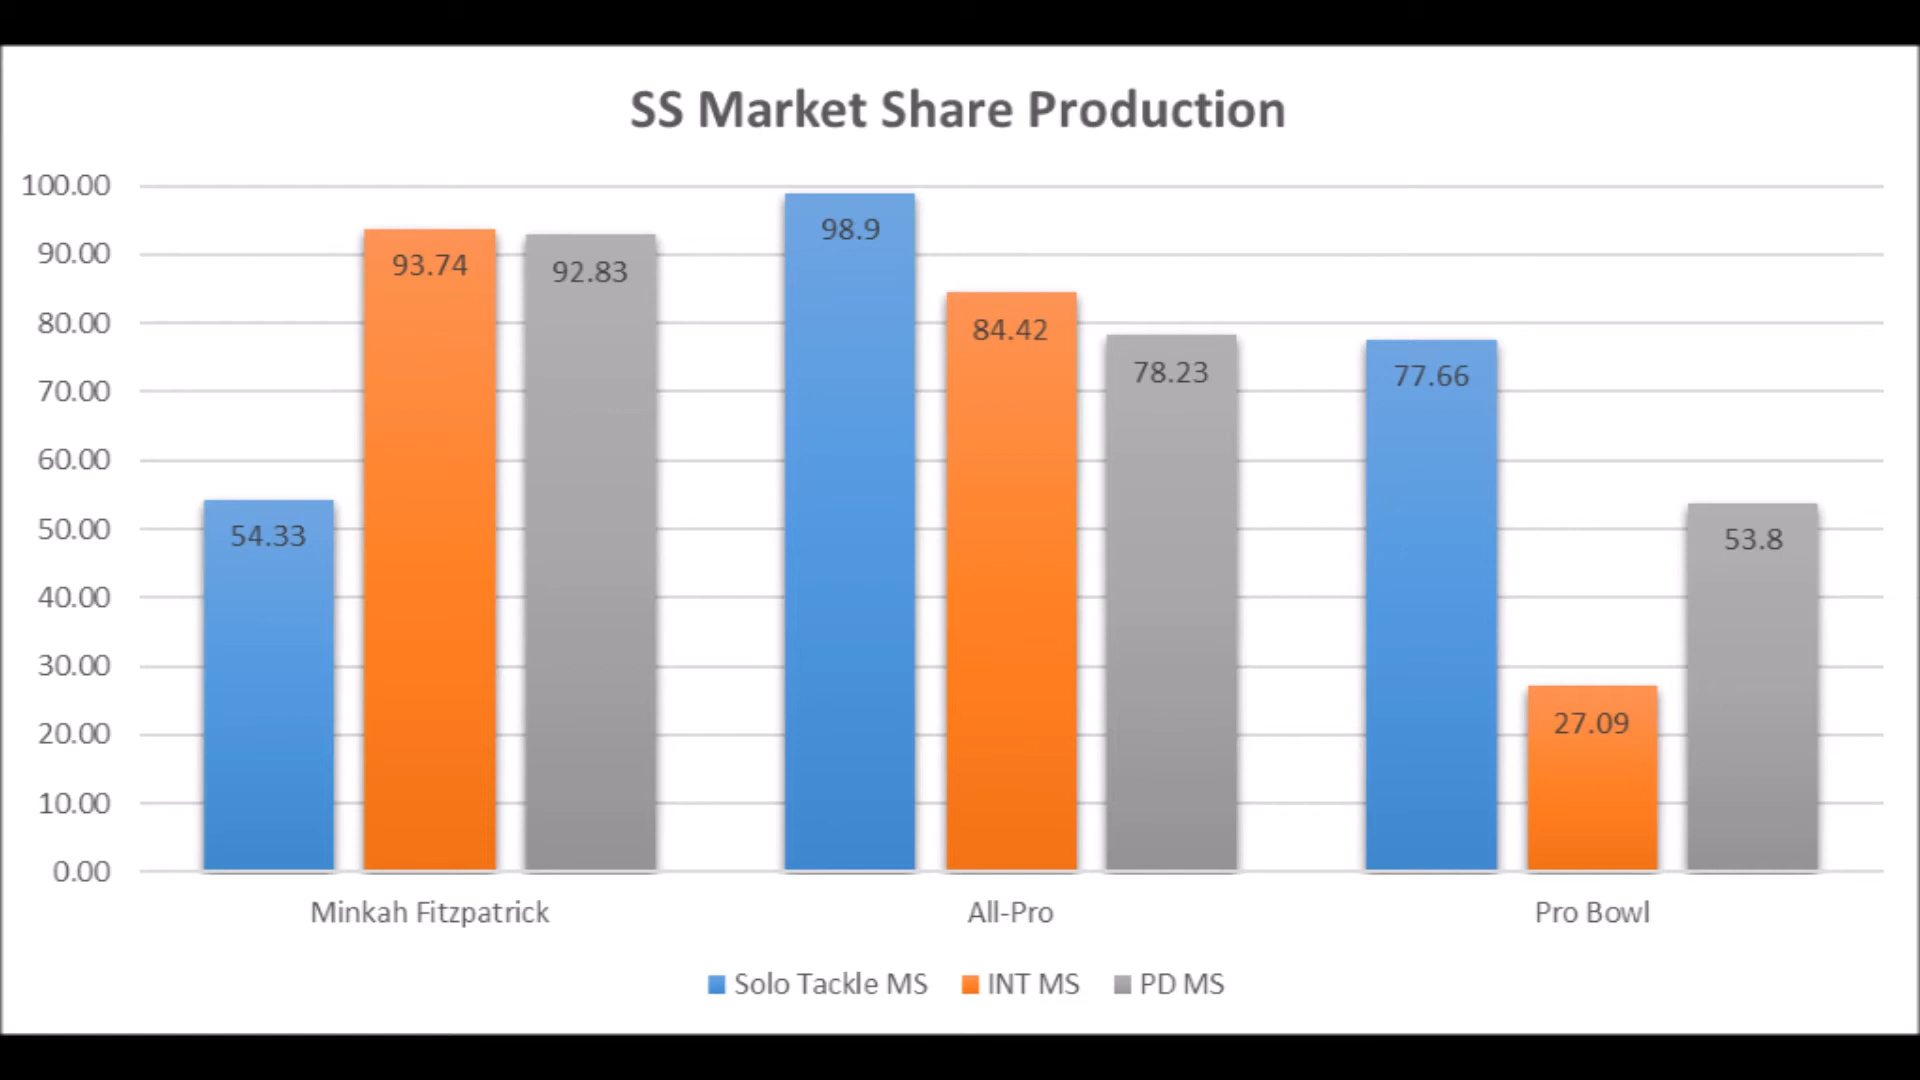 SS Market Share Production
100.00
90.00
80.00
70.00
60.00
50.00
40.00
30.00
20.00
10.00
0.00
54.33
93.74
92.83
98.9
84.42
78.23
77.66
27.09
53.8
Minkah Fitzpatrick
All-Pro
Pro Bowl
Solo Tackle MS
INT MS
PD MS